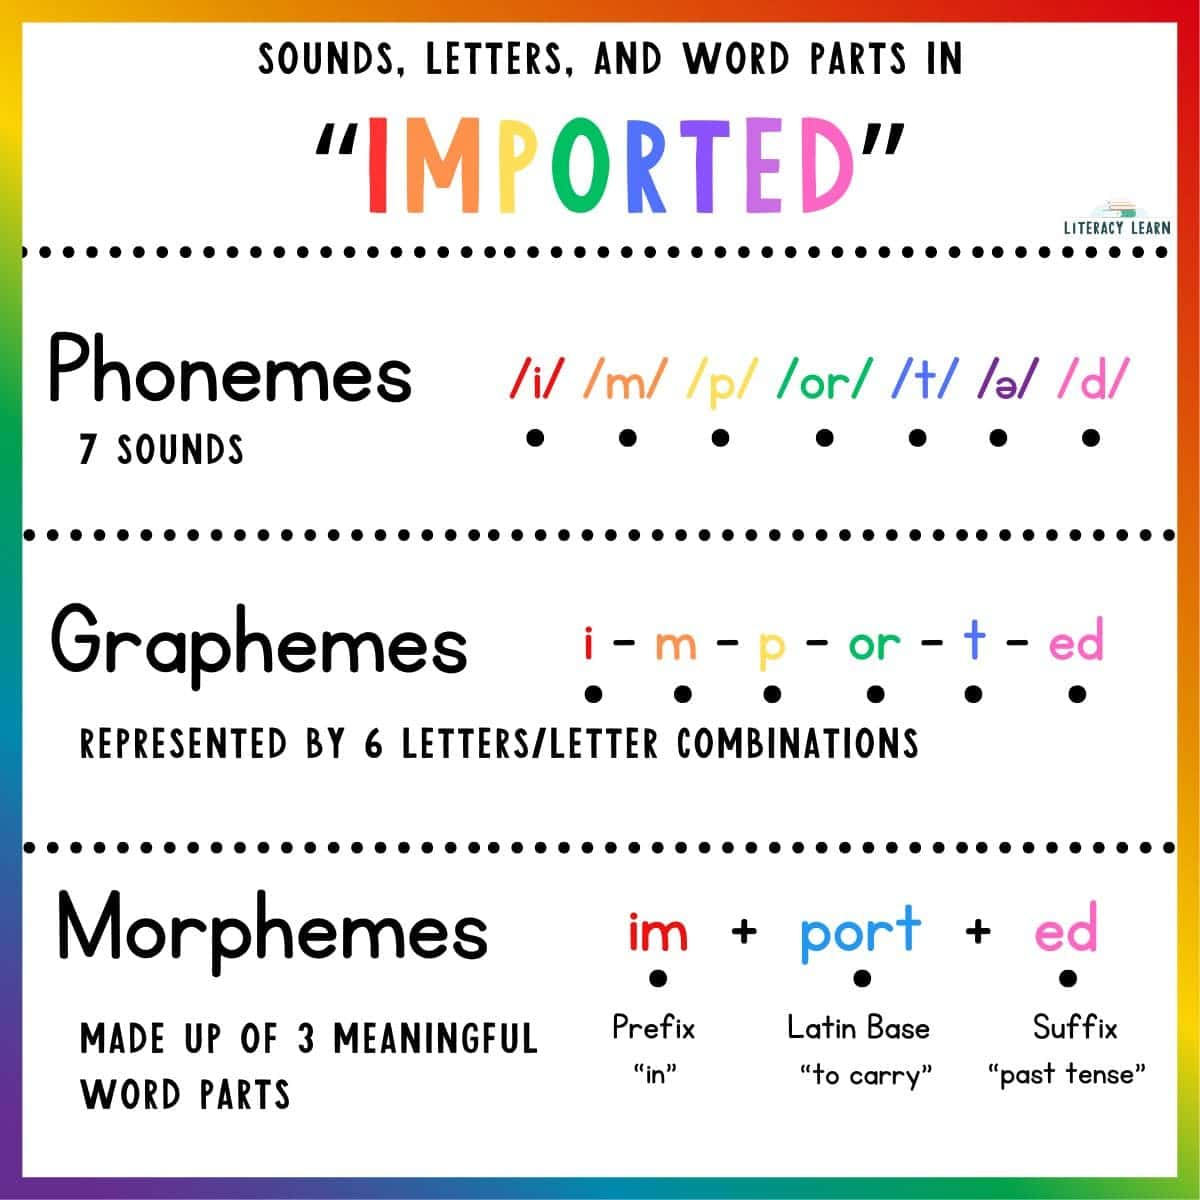 SOUNDS, LETTERS, AND WORD PARTS IN
“IMPORTED”
LITERACY LEARN
Phonemes
/i/ /m/ /p/ /or/ /t/ /ə/ /d/
7 SOUNDS
Graphemes
i – m – p – or – t – ed
REPRESENTED BY 6 LETTERS/LETTER COMBINATIONS
Morphemes
im + port + ed
MADE UP OF 3 MEANINGFUL
WORD PARTS
Prefix Latin Base Suffix
“in” “to carry” “past tense”